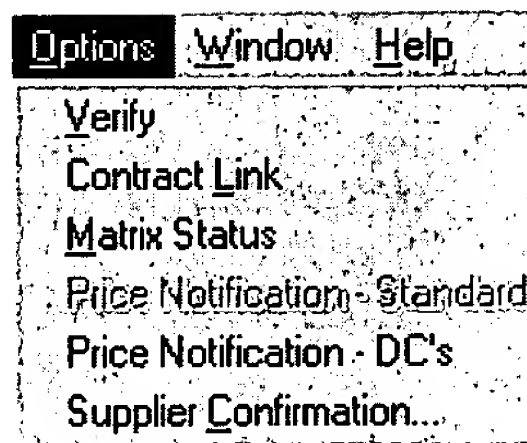 Options Window Help
Verify
Contract Link
Matrix Status
Price Notification - Standard
Price Notification - DC's
Supplier Confirmation...